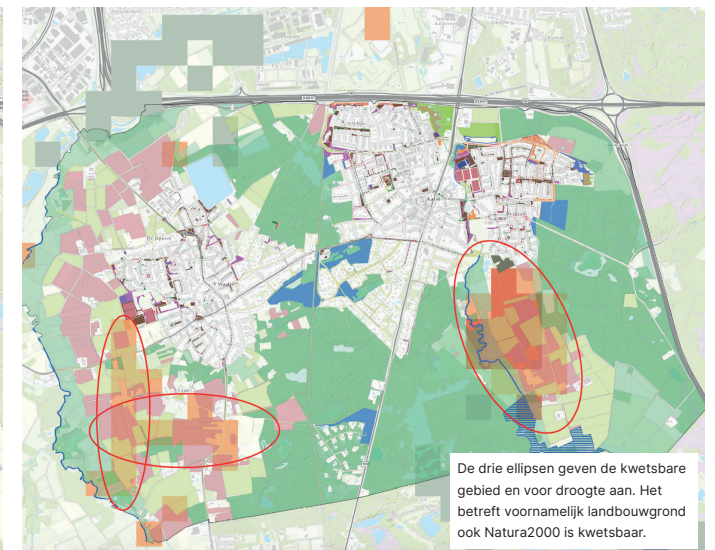 Aalst
De drie ellipsen geven de kwetsbare
gebied en voor droogte aan. Het
betreft voornamelijk landbouwgrond
ook Natura2000 is kwetsbaar.